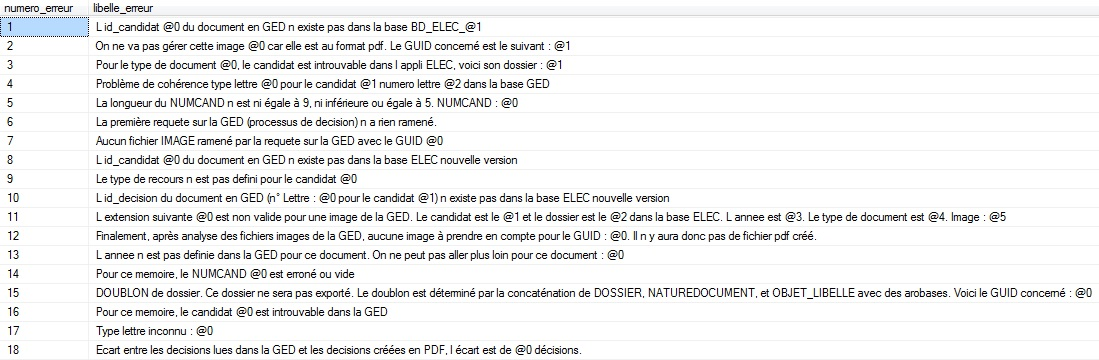 numero_erreur libelle_erreur
1 L id_candidat @0 du document en GED n existe pas dans la base BD_ELEC_@1
2 On ne va pas gérer cette image @0 car elle est au format pdf. Le GUID concerné est le suivant : @1
3 Pour le type de document @0, le candidat est introuvable dans l appli ELEC, voici son dossier : @1
4 Problème de cohérence type lettre @0 pour le candidat @1 numero lettre @2 dans la base GED
5 La longueur du NUMCAND n est ni égale à 9, ni inférieure ou égale à 5. NUMCAND : @0
6 La première requete sur la GED (processus de decision) n a rien ramené.
7 Aucun fichier IMAGE ramené par la requete sur la GED avec le GUID @0
8 L id_candidat @0 du document en GED n existe pas dans la base ELEC nouvelle version
9 Le type de recours n est pas defini pour le candidat @0
10 L id_decision du document en GED (n° Lettre : @0 pour le candidat @1) n existe pas dans la base ELEC nouvelle version
11 L extension suivante @0 est non valide pour une image de la GED. Le candidat est le @1 et le dossier est le @2 dans la base ELEC. L annee est @3. Le type de document est @4. Image : @5
12 Finalement, après analyse des fichiers images de la GED, aucune image à prendre en compte pour le GUID : @0. Il n y aura donc pas de fichier pdf créé.
13 L annee n est pas definie dans la GED pour ce document. On ne peut pas aller plus loin pour ce document : @0
14 Pour ce memoire, le NUMCAND @0 est erroné ou vide
15 DOUBLON de dossier. Ce dossier ne sera pas exporté. Le doublon est déterminé par la concaténation de DOSSIER, NATUREDOCUMENT, et OBJET_LIBELLE avec des arobases. Voici le GUID concerné : @0
16 Pour ce memoire, le candidat @0 est introuvable dans la GED
17 Type lettre inconnu : @0
18 Ecart entre les decisions lues dans la GED et les decisions créées en PDF, l écart est de @0 décisions.